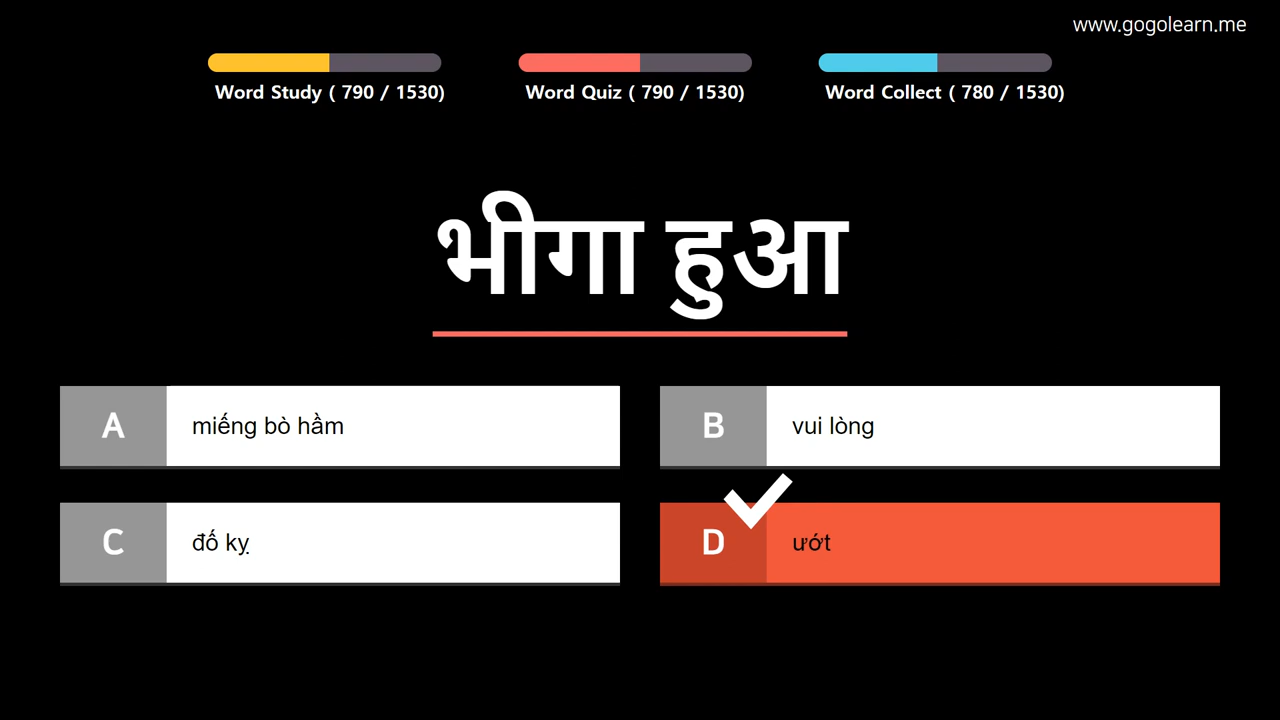 www.gogolearn.me
Word Study ( 790 / 1530)
Word Quiz ( 790 / 1530)
Word Collect ( 780 / 1530)
भीगा हुआ
A
miếng bò hầm
B
vui lòng
C
đố kỵ
D
ướt